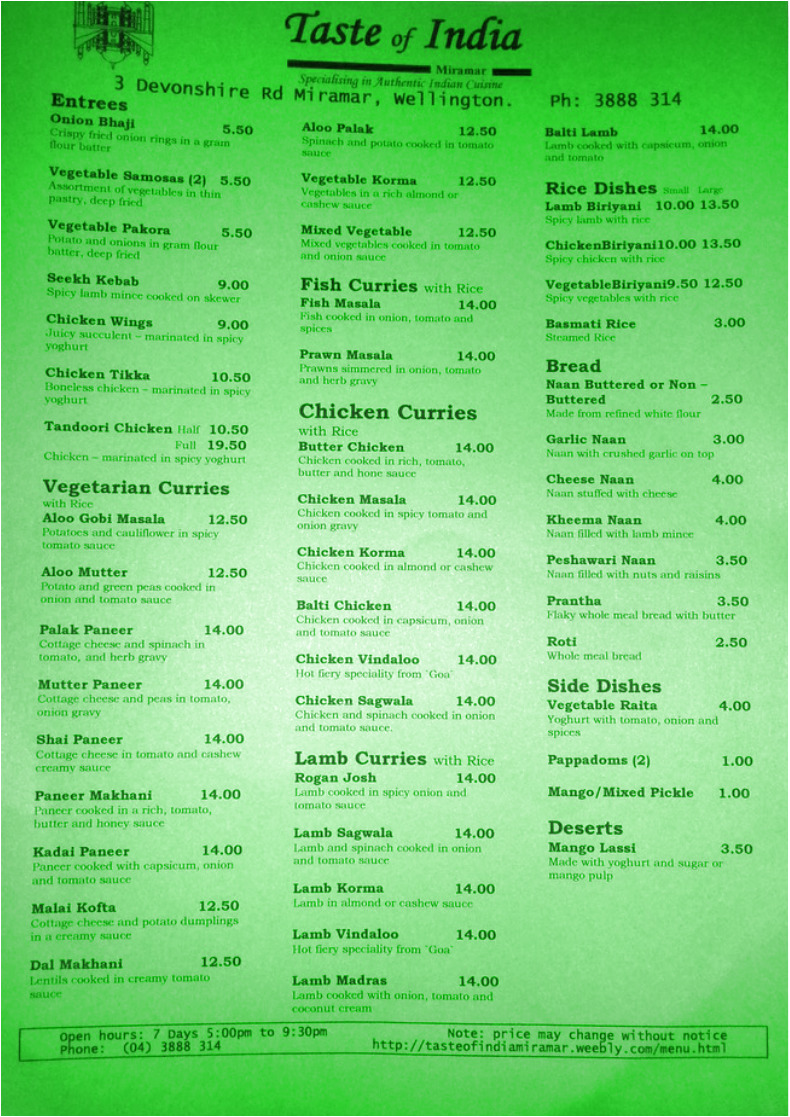 Taste of India
Miramar
Specialising in Authentic Indian Cuisine
3 Devonshire Rd Miramar, Wellington. Ph: 3888 314
Entrees
Onion Bhaji 5.50
Crispy fried onion rings in a gram
flour batter
Vegetable Samosas (2) 5.50
Assortment of vegetables in thin
pastry, deep fried
Vegetable Pakora 5.50
Potato and onions in gram flour
batter, deep fried
Seekh Kebab 9.00
Spicy lamb mince cooked on skewer
Chicken Wings 9.00
Juicy succulent – marinated in spicy
yoghurt
Chicken Tikka 10.50
Boneless chicken – marinated in spicy
yoghurt
Tandoori Chicken Half 10.50
Full 19.50
Chicken – marinated in spicy yoghurt
Vegetarian Curries
with Rice
Aloo Gobi Masala 12.50
Potatoes and cauliflower in spicy
tomato sauce
Aloo Mutter 12.50
Potato and green peas cooked in
onion and tomato sauce
Palak Paneer 14.00
Cottage cheese and spinach in
tomato, and herb gravy
Mutter Paneer 14.00
Cottage cheese and peas in tomato,
onion gravy
Shai Paneer 14.00
Cottage cheese in tomato and cashew
creamy sauce
Paneer Makhani 14.00
Paneer cooked in a rich, tomato,
butter and honey sauce
Kadai Paneer 14.00
Paneer cooked with capsicum, onion
and tomato sauce
Malai Kofta 12.50
Cottage cheese and potato dumplings
in a creamy sauce
Dal Makhani 12.50
Lentils cooked in creamy tomato
sauce
Aloo Palak 12.50
Spinach and potato cooked in tomato
sauce
Vegetable Korma 12.50
Vegetables in a rich almond or
cashew sauce
Mixed Vegetable 12.50
Mixed vegetables cooked in tomato
and onion sauce
Fish Curries with Rice
Fish Masala 14.00
Fish cooked in onion, tomato and
spices
Prawn Masala 14.00
Prawns simmered in onion, tomato
and herb gravy
Chicken Curries
with Rice
Butter Chicken 14.00
Chicken cooked in rich, tomato,
butter and hone sauce
Chicken Masala 14.00
Chicken cooked in spicy tomato and
onion gravy
Chicken Korma 14.00
Chicken cooked in almond or cashew
sauce
Balti Chicken 14.00
Chicken cooked in capsicum, onion
and tomato sauce
Chicken Vindaloo 14.00
Hot fiery speciality from `Goa`
Chicken Sagwala 14.00
Chicken and spinach cooked in onion
and tomato sauce.
Lamb Curries with Rice
Rogan Josh 14.00
Lamb cooked in spicy onion and
tomato sauce
Lamb Sagwala 14.00
Lamb and spinach cooked in onion
and tomato sauce
Lamb Korma 14.00
Lamb in almond or cashew sauce
Lamb Vindaloo 14.00
Hot fiery speciality from `Goa`
Lamb Madras 14.00
Lamb cooked with onion, tomato and
coconut cream
Balti Lamb 14.00
Lamb cooked with capsicum, onion
and tomato
Rice Dishes Small Large
Lamb Biriyani 10.00 13.50
Spicy lamb with rice
ChickenBiriyani10.00 13.50
Spicy chicken with rice
VegetableBiriyani9.50 12.50
Spicy vegetables with rice
Basmati Rice 3.00
Steamed Rice
Bread
Naan Buttered or Non –
Buttered 2.50
Made from refined white flour
Garlic Naan 3.00
Naan with crushed garlic on top
Cheese Naan 4.00
Naan stuffed with cheese
Kheema Naan 4.00
Naan filled with lamb mince
Peshawari Naan 3.50
Naan filled with nuts and raisins
Prantha 3.50
Flaky whole meal bread with butter
Roti 2.50
Whole meal bread
Side Dishes
Vegetable Raita 4.00
Yoghurt with tomato, onion and
spices
Pappadoms (2) 1.00
Mango/Mixed Pickle 1.00
Deserts
Mango Lassi 3.50
Made with yoghurt and sugar or
mango pulp
Open hours: 7 Days 5:00pm to 9:30pm Note: price may change without notice
Phone: (04) 3888 314 http://tasteofindiamiramar.weebly.com/menu.html